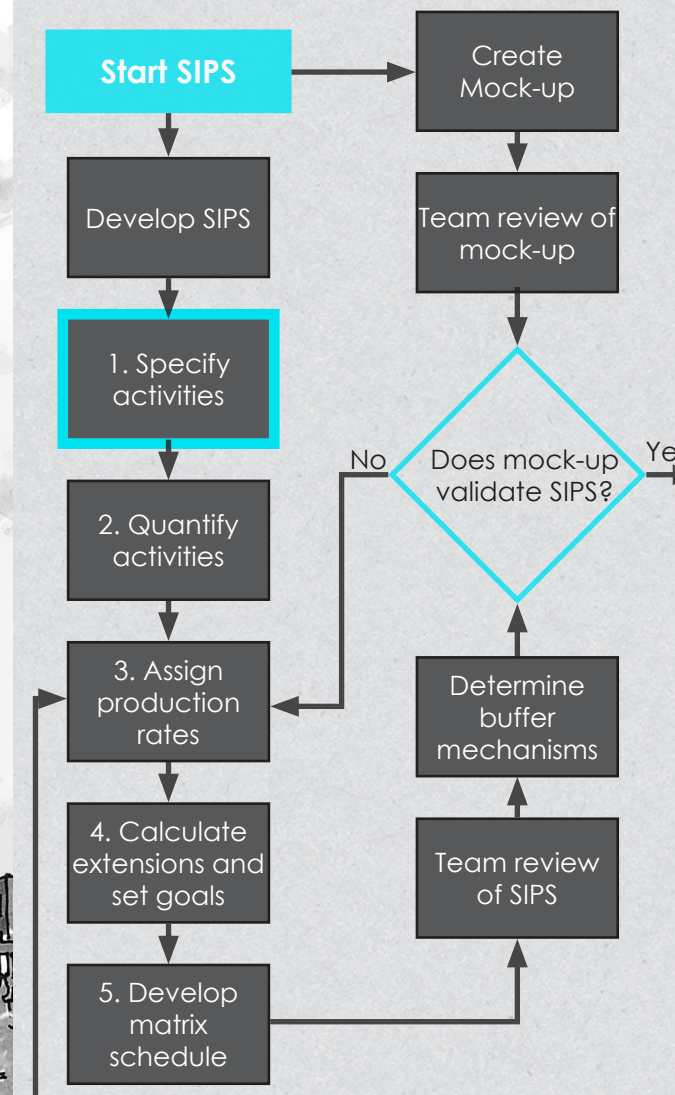 Start SIPS
Develop SIPS
1. Specify
activities
2. Quantify
activities
3. Assign
production
rates
4. Calculate
extensions and
set goals
5. Develop
matrix
schedule
Create
Mock-up
Team review of
mock-up
No
Does mock-up
validate SIPS?
Determine
buffer
mechanisms
Team review
of SIPS